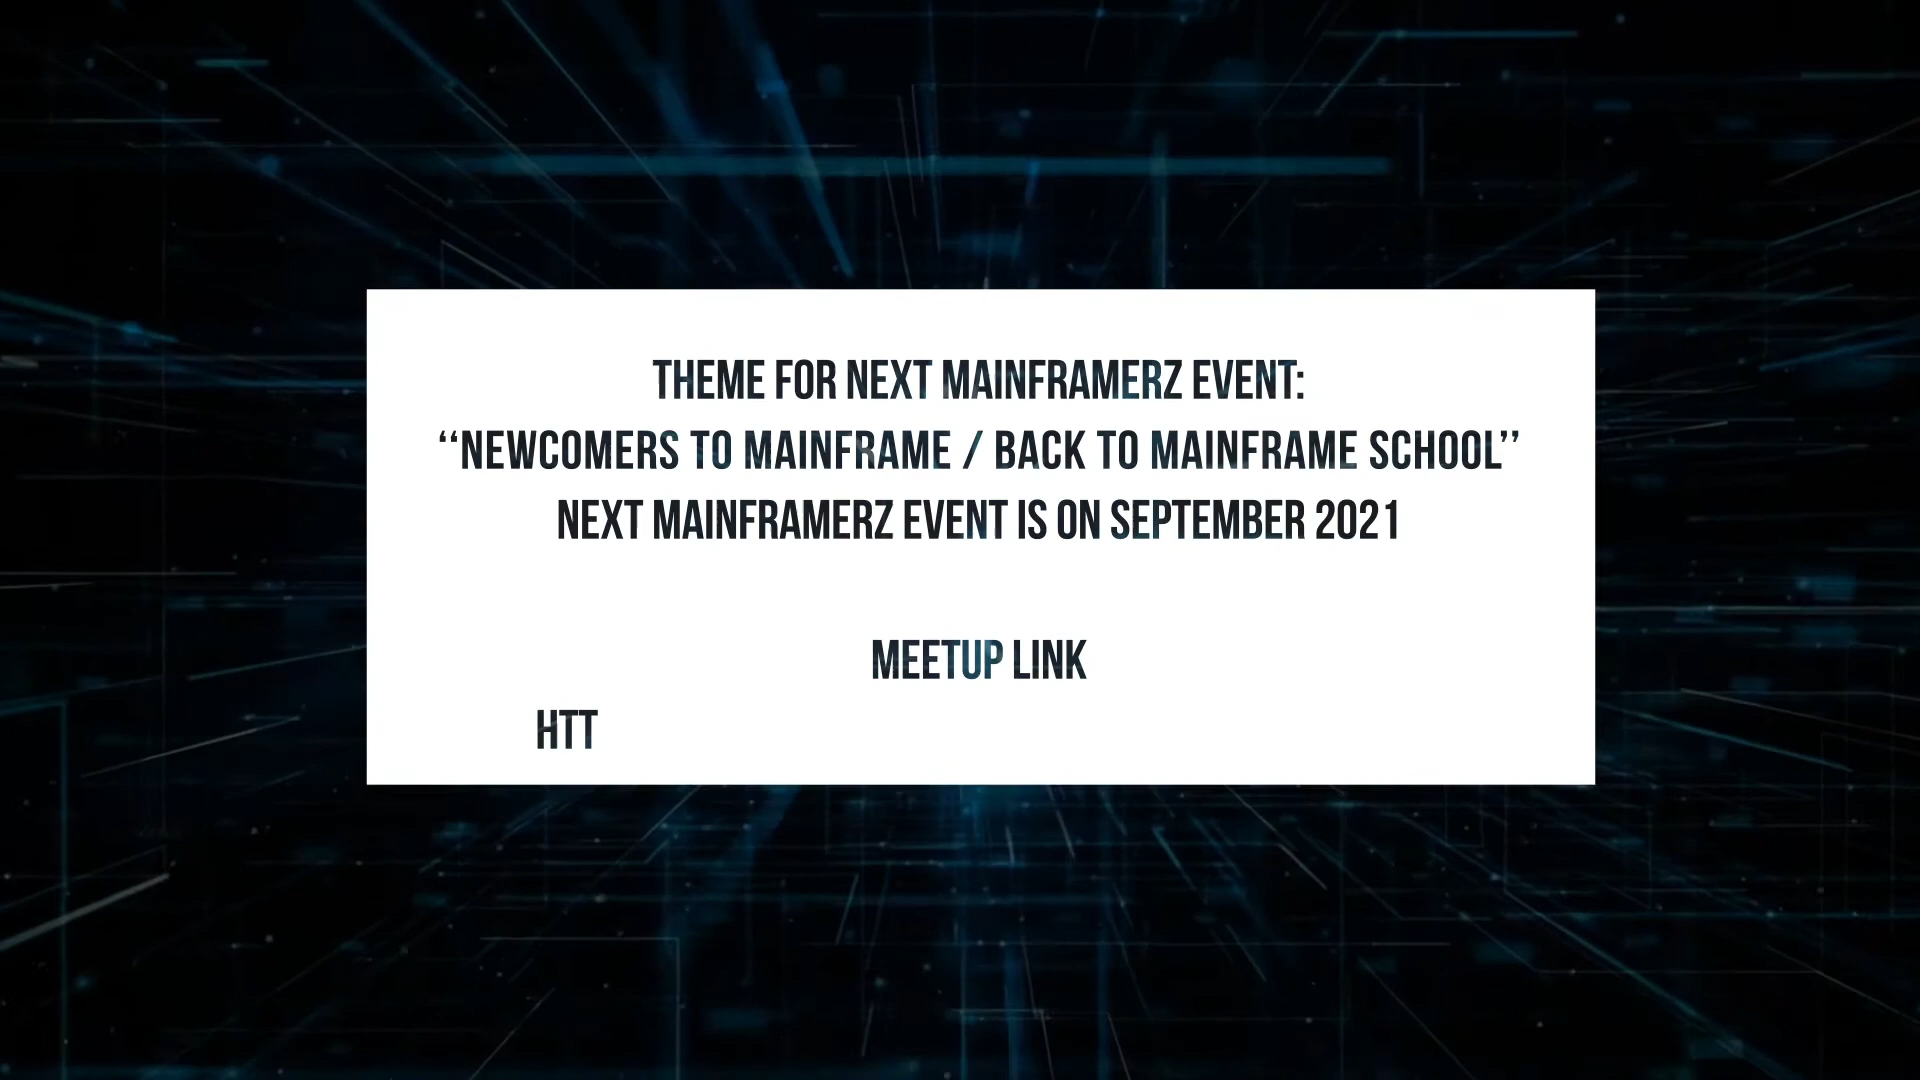 THEME FOR NEXT MAINFRAMERZ EVENT:
‘‘NEWCOMERS TO MAINFRAME / BACK TO MAINFRAME SCHOOL’’
NEXT MAINFRAMERZ EVENT IS ON SEPTEMBER 2021
MEETUP LINK
HTT